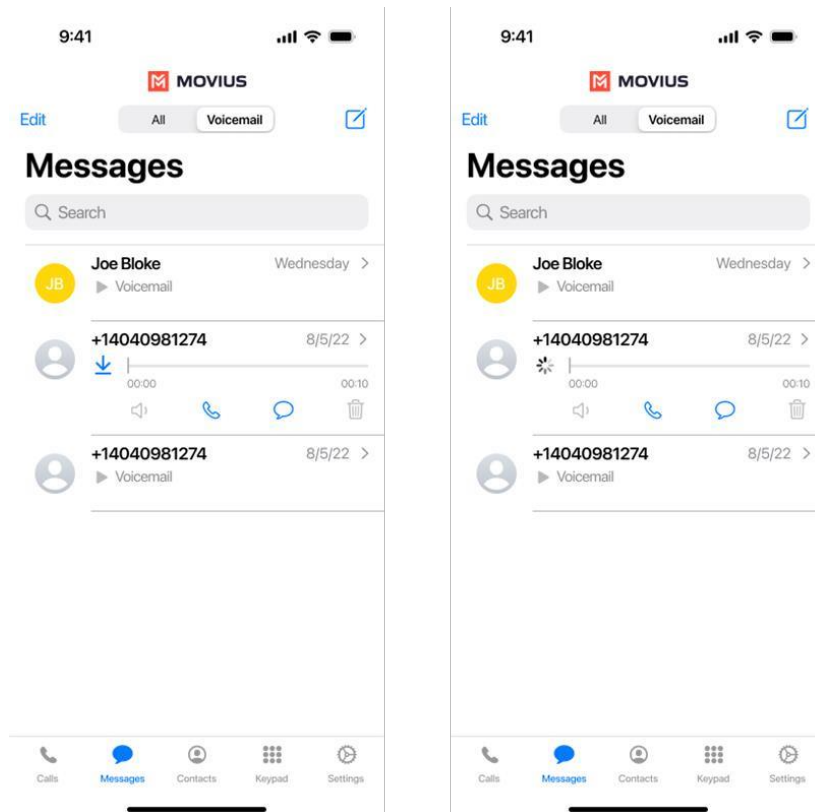 9:41
MOVIUS
Edit All Voicemail
Messages
Search
JB Joe Bloke Wednesday
Voicemail
+14040981274 8/5/22
00:00 00:10
+14040981274 8/5/22
Voicemail
Calls Messages Contacts Keypad Settings
9:41
MOVIUS
Edit All Voicemail
Messages
Search
JB Joe Bloke Wednesday
Voicemail
+14040981274 8/5/22
00:00 00:10
+14040981274 8/5/22
Voicemail
Calls Messages Contacts Keypad Settings